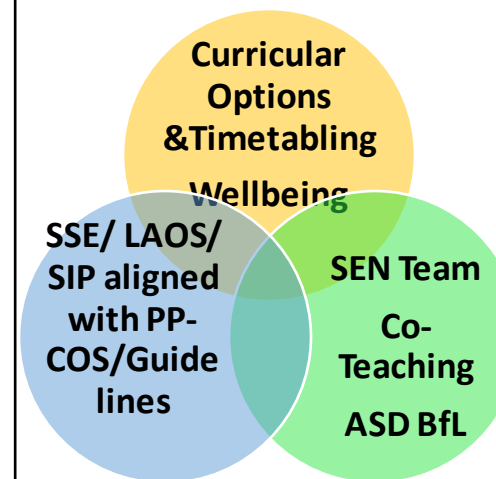 Curricular
Options
&Timetabling
Wellbeing
SSE/ LAOS/
SIP aligned
with PP-
COS/Guide
lines
SEN Team
Co-
Teaching
ASD BfL